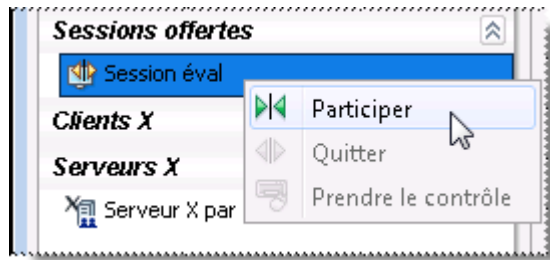 Sessions offertes
Session éval
Participer
Clients X
Quitter
Serveurs X
Prendre le contrôle
Serveur X par